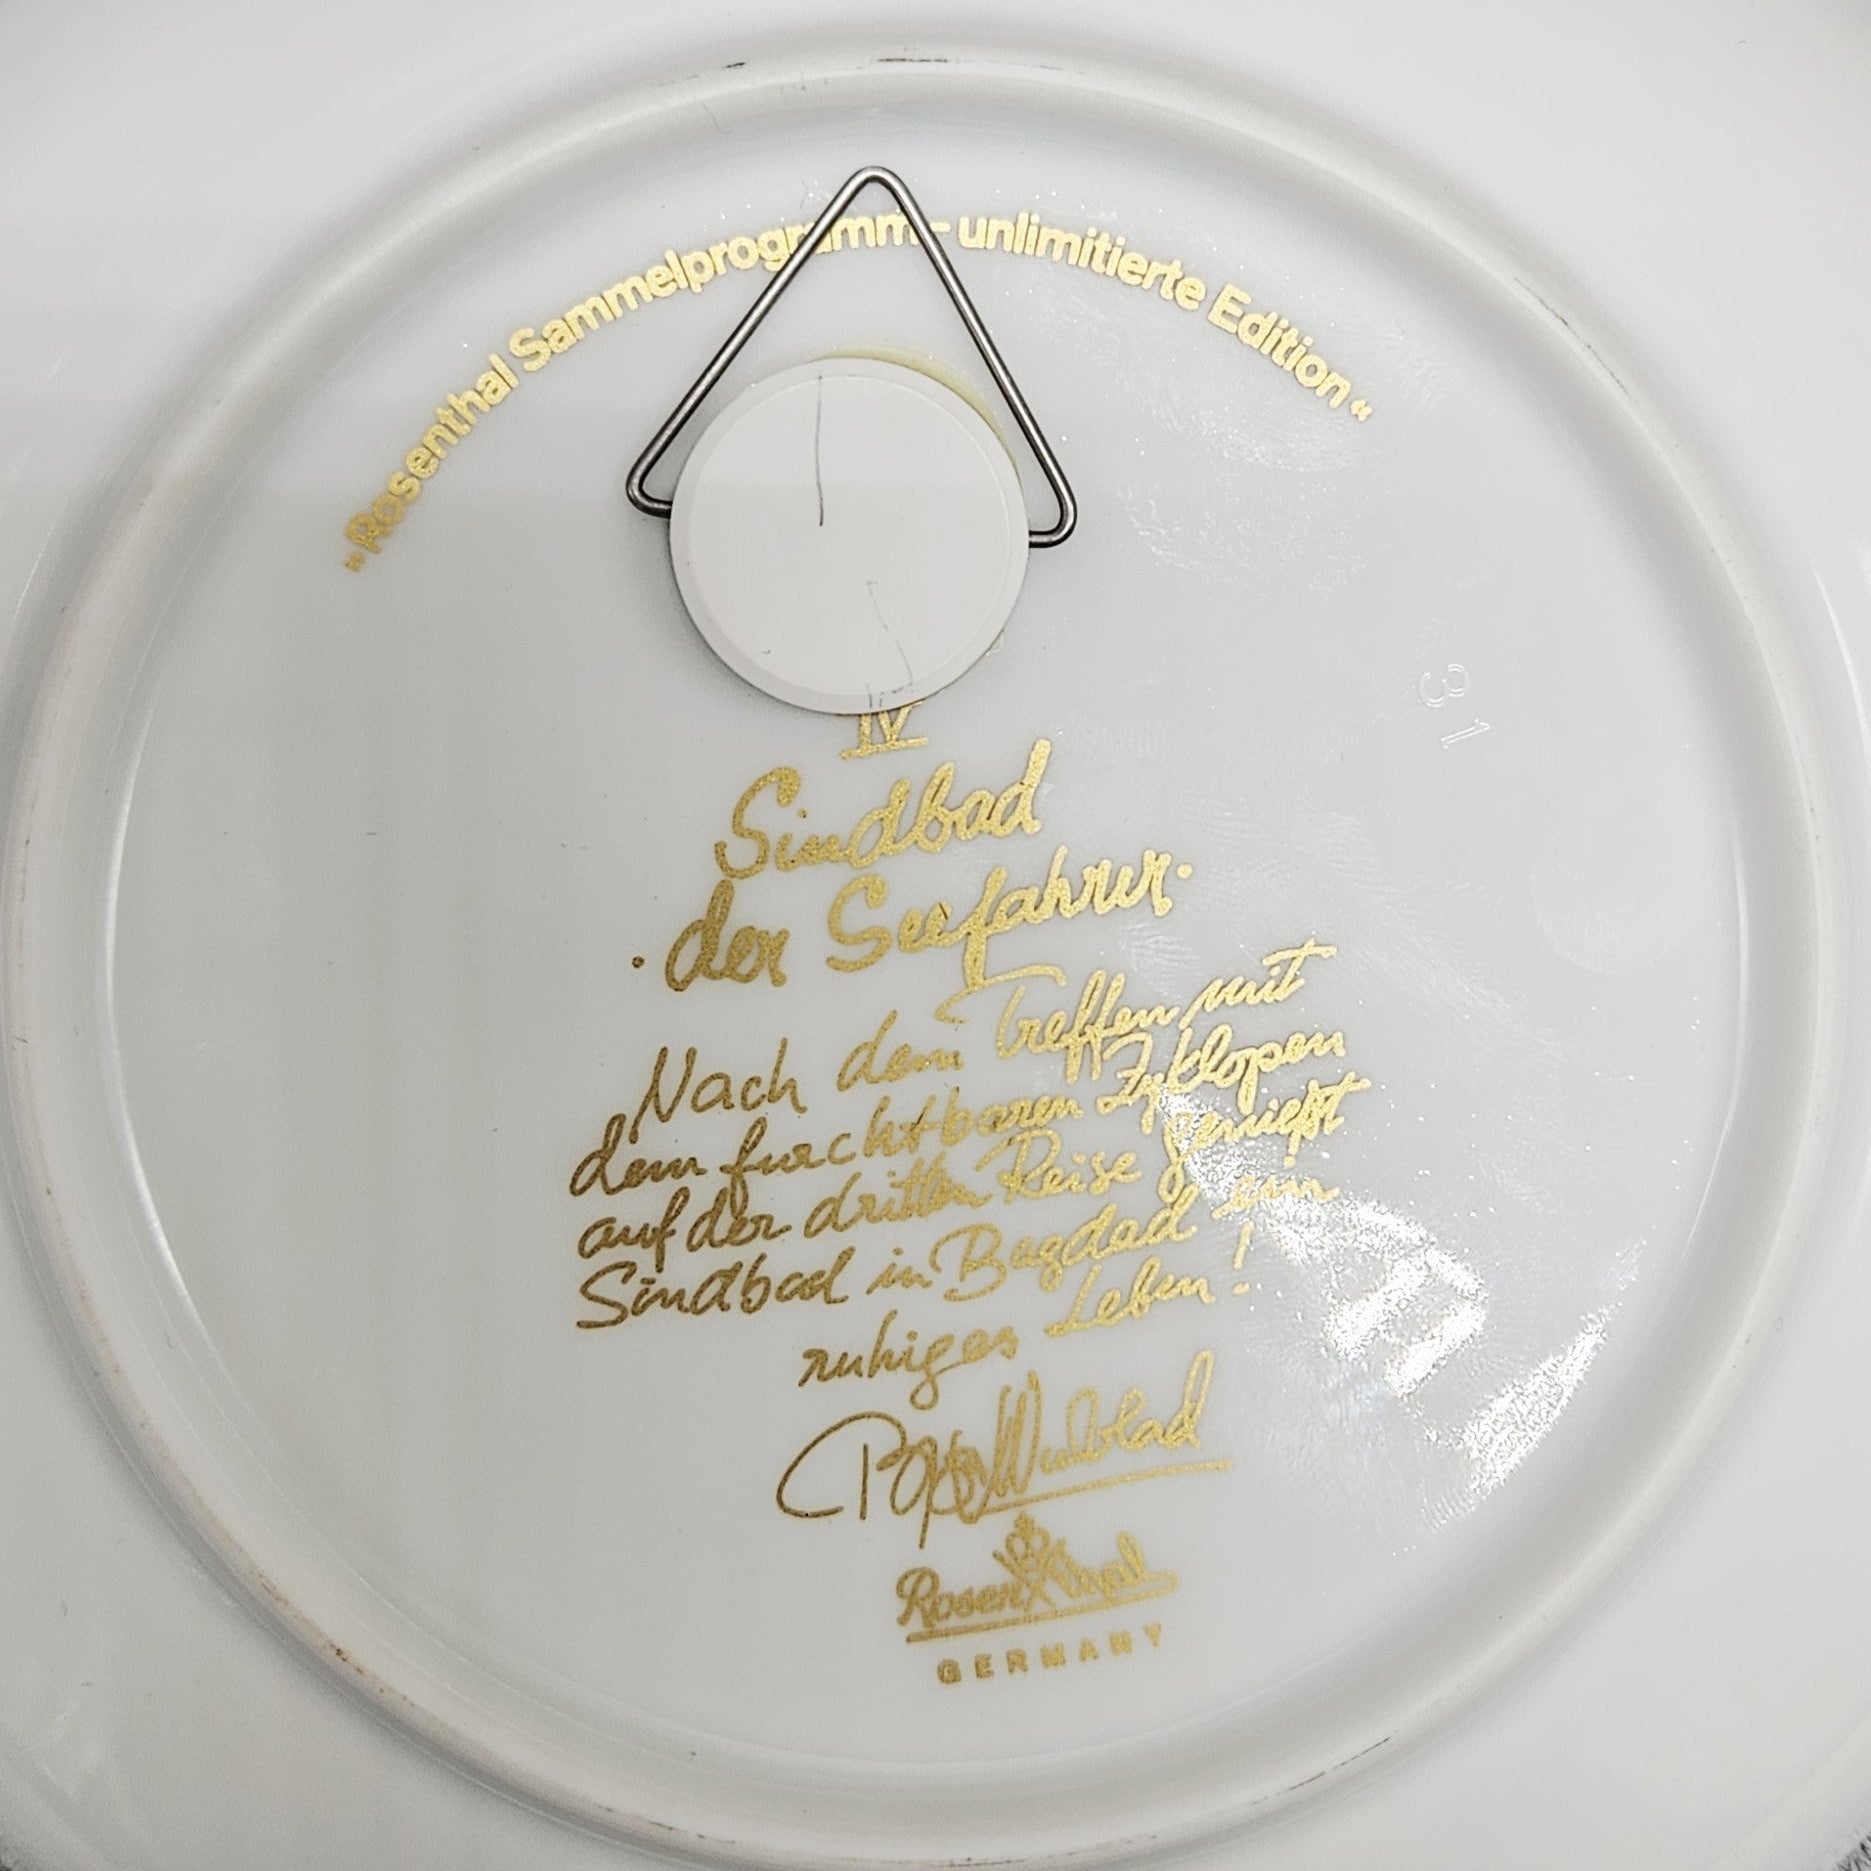 „Rosenthal Sammelprogramm - unlimitierte Edition“
31
IV
Sindbad
· der Seefahrer ·
Nach dem Treffen mit
dem furchtbaren Zyklopen
auf der dritten Reise genießt
Sindbad in Bagdad ein
ruhiges Leben!
Wiinblad
Rosenthal
GERMANY